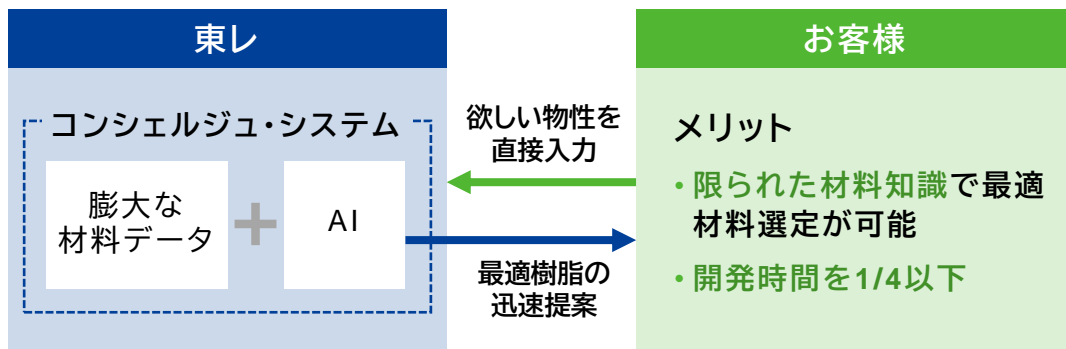 東レ
コンシェルジュ・システム
膨大な
材料データ
+
AI
欲しい物性を
直接入力
最適樹脂の
迅速提案
お客様
メリット
・限られた材料知識で最適
材料選定が可能
・開発時間を1/4以下